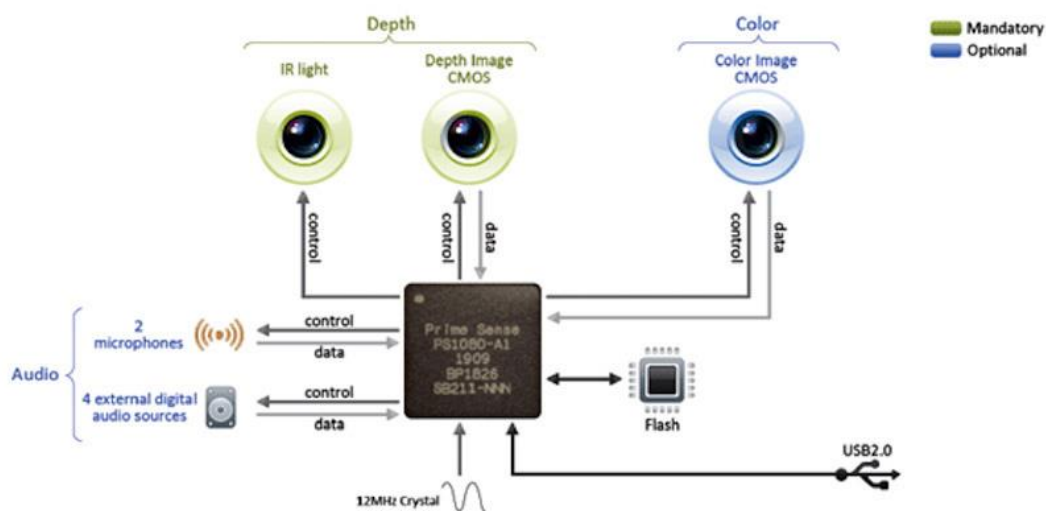 Depth
Color
Mandatory
Optional
IR light
Depth Image
CMOS
Color Image
CMOS
control
control
data
control
data
Audio
2
microphones
control
data
4 external digital
audio sources
control
data
Prime Sense
PS1080-A1
1909
BP1826
SB211-NNN
Flash
USB2.0
12MHz Crystal